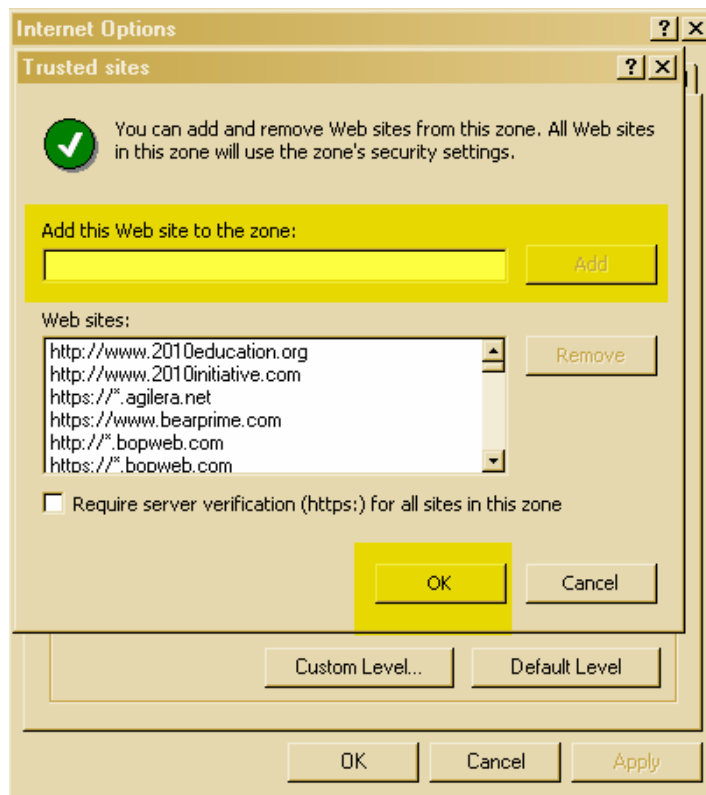 Internet Options
Trusted sites
You can add and remove Web sites from this zone. All Web sites
in this zone will use the zone's security settings.
Add this Web site to the zone:
Add
Web sites:
http://www.2010education.org
http://www.2010initiative.com
https://*.agilera.net
https://www.bearprime.com
http://*.bopweb.com
https://*.bopweb.com
Remove
Require server verification (https:) for all sites in this zone
OK Cancel
Custom Level... Default Level
OK Cancel Apply